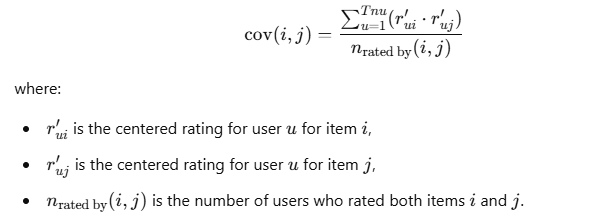 cov(i, j) = \frac{\sum_{u=1}^{Tnu} (r'_{ui} \cdot r'_{uj})}{n_{\text{rated by}}(i, j)}
where:
• r'_{ui} is the centered rating for user u for item i,
• r'_{uj} is the centered rating for user u for item j,
• n_{\text{rated by}}(i, j) is the number of users who rated both items i and j.